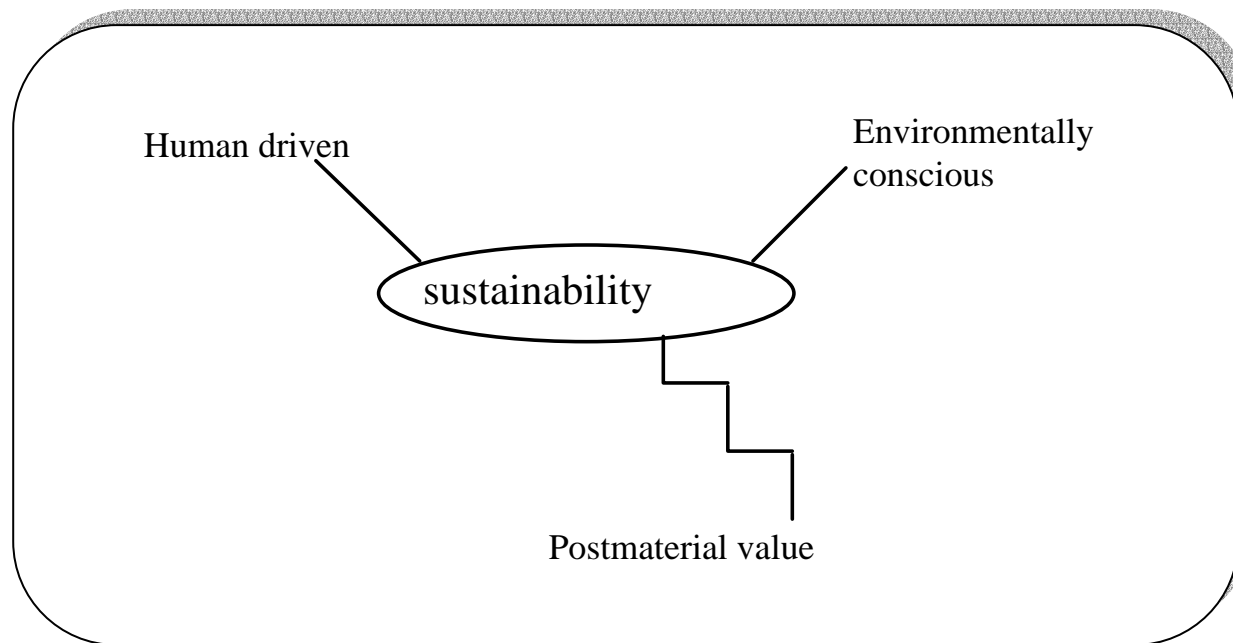 Human driven
Environmentally
conscious
sustainability
Postmaterial value